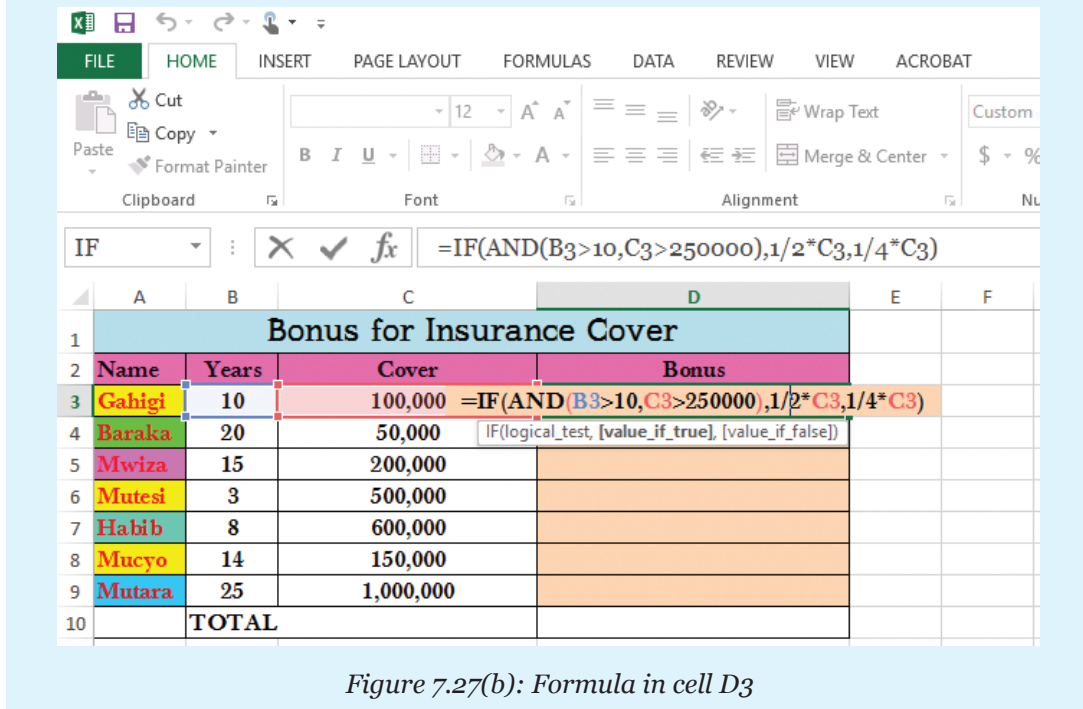 FILE HOME INSERT PAGE LAYOUT FORMULAS DATA REVIEW VIEW ACROBAT
Cut
Copy
Paste
Format Painter
12 A A
Wrap Text
Custom
B I U A
Merge & Center
$ %
Clipboard Font Alignment Nu
IF fx =IF(AND(B3>10,C3>250000),1/2*C3,1/4*C3)
A B C D E F
1 Bonus for Insurance Cover
2 Name Years Cover Bonus
3 Gahigi 10 100,000 =IF(AND(B3>10,C3>250000),1/2*C3,1/4*C3)
4 Baraka 20 50,000 IF(logical_test, [value_if_true], [value_if_false])
5 Mwiza 15 200,000
6 Mutesi 3 500,000
7 Habib 8 600,000
8 Mucyo 14 150,000
9 Mutara 25 1,000,000
10 TOTAL
Figure 7.27(b): Formula in cell D3